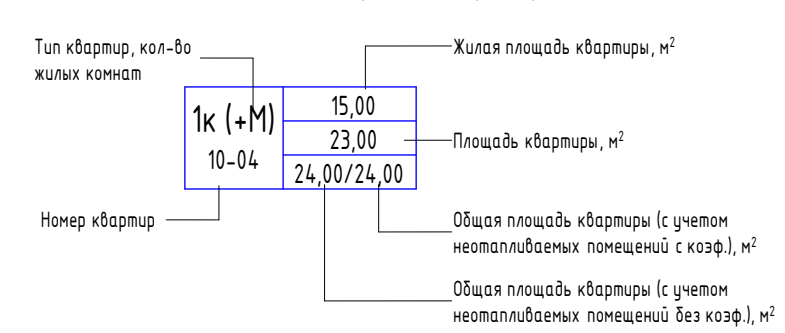 Тип квартир, кол-во
жилых комнат
Жилая площадь квартиры, м²
1к (+М)
15,00
23,00
Площадь квартиры, м²
10-04
24,00/24,00
Номер квартир
Общая площадь квартиры (с учетом
неотапливаемых помещений с коэф.), м²
Общая площадь квартиры (с учетом
неотапливаемых помещений без коэф.), м²